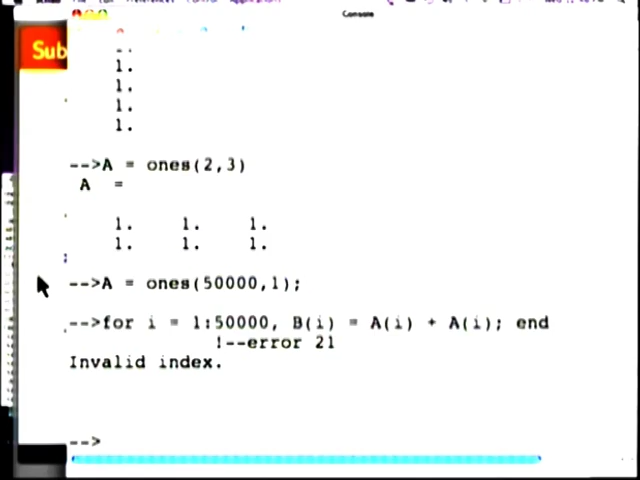 Console
Sub
1.
1.
1.
1.
-->A = ones(2,3)
A =
1. 1. 1.
1. 1. 1.
-->A = ones(50000,1);
-->for i = 1:50000, B(i) = A(i) + A(i); end
!--error 21
Invalid index.
-->